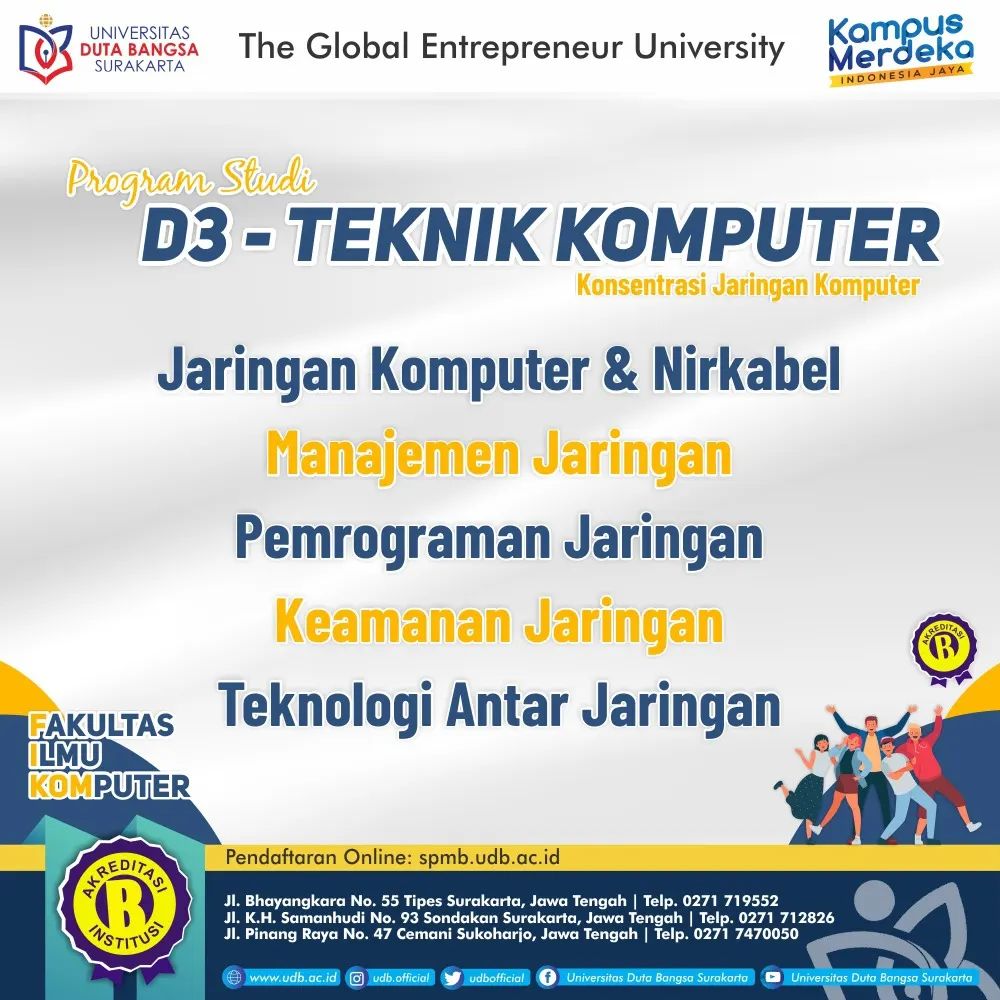 UNIVERSITAS
DUTA BANGSA
SURAKARTA
The Global Entrepreneur University
Kampus
Merdeka
INDONESIA JAYA
Program Studi
D3 - TEKNIK KOMPUTER
Konsentrasi Jaringan Komputer
Jaringan Komputer & Nirkabel
Manajemen Jaringan
Pemrograman Jaringan
Keamanan Jaringan
Teknologi Antar Jaringan
AKREDITASI
B
FAKULTAS
ILMU
KOMPUTER
AKREDITASI
B
INSTITUSI
Pendaftaran Online: spmb.udb.ac.id
Jl. Bhayangkara No. 55 Tipes Surakarta, Jawa Tengah | Telp. 0271 719552
Jl. K.H. Samanhudi No. 93 Sondakan Surakarta, Jawa Tengah | Telp. 0271 712826
Jl. Pinang Raya No. 47 Cemani Sukoharjo, Jawa Tengah | Telp. 0271 7470050
www.udb.ac.id udb.official udbofficial Universitas Duta Bangsa Surakarta Universitas Duta Bangsa Surakarta